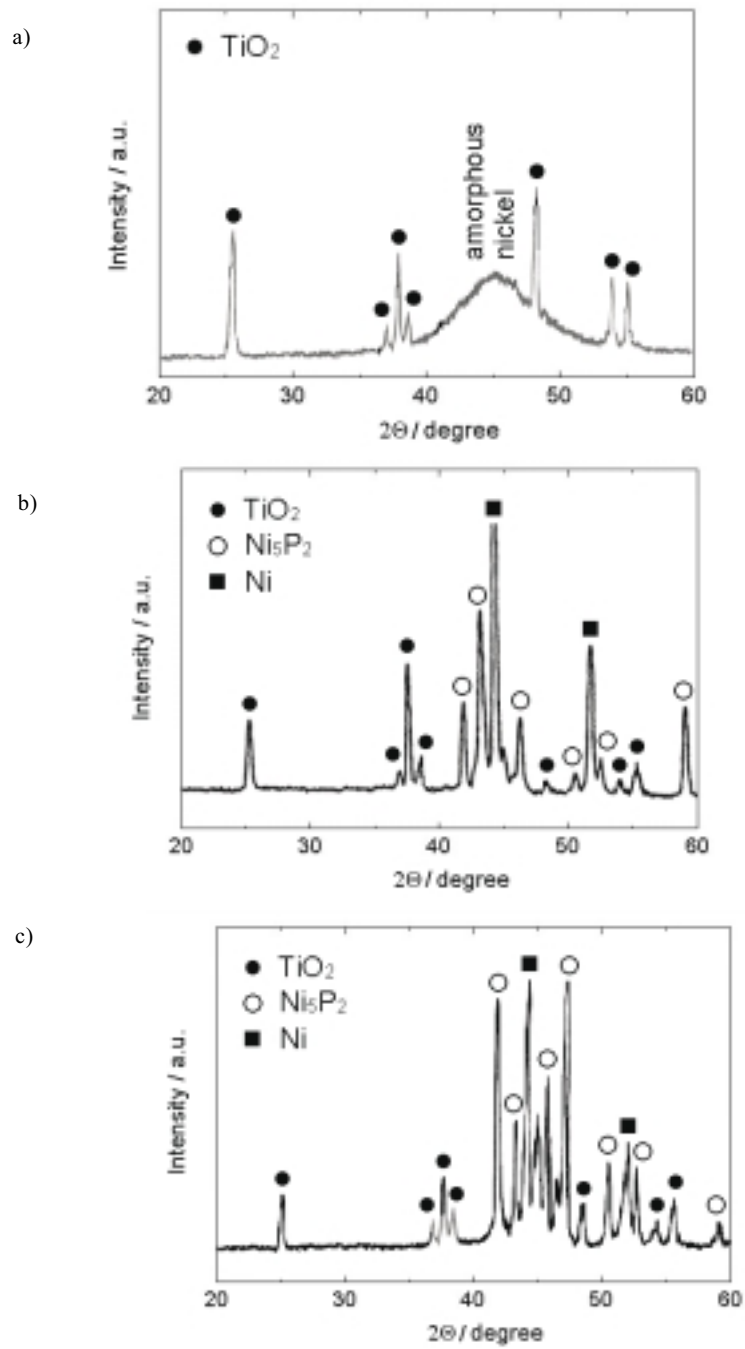 a)
● TiO₂
amorphous
nickel
Intensity / a.u.
20 30 40 50 60
2Θ / degree
b)
● TiO₂
○ Ni₅P₂
■ Ni
Intensity / a.u.
20 30 40 50 60
2Θ / degree
c)
● TiO₂
○ Ni₅P₂
■ Ni
Intensity / a.u.
20 30 40 50 60
2Θ / degree